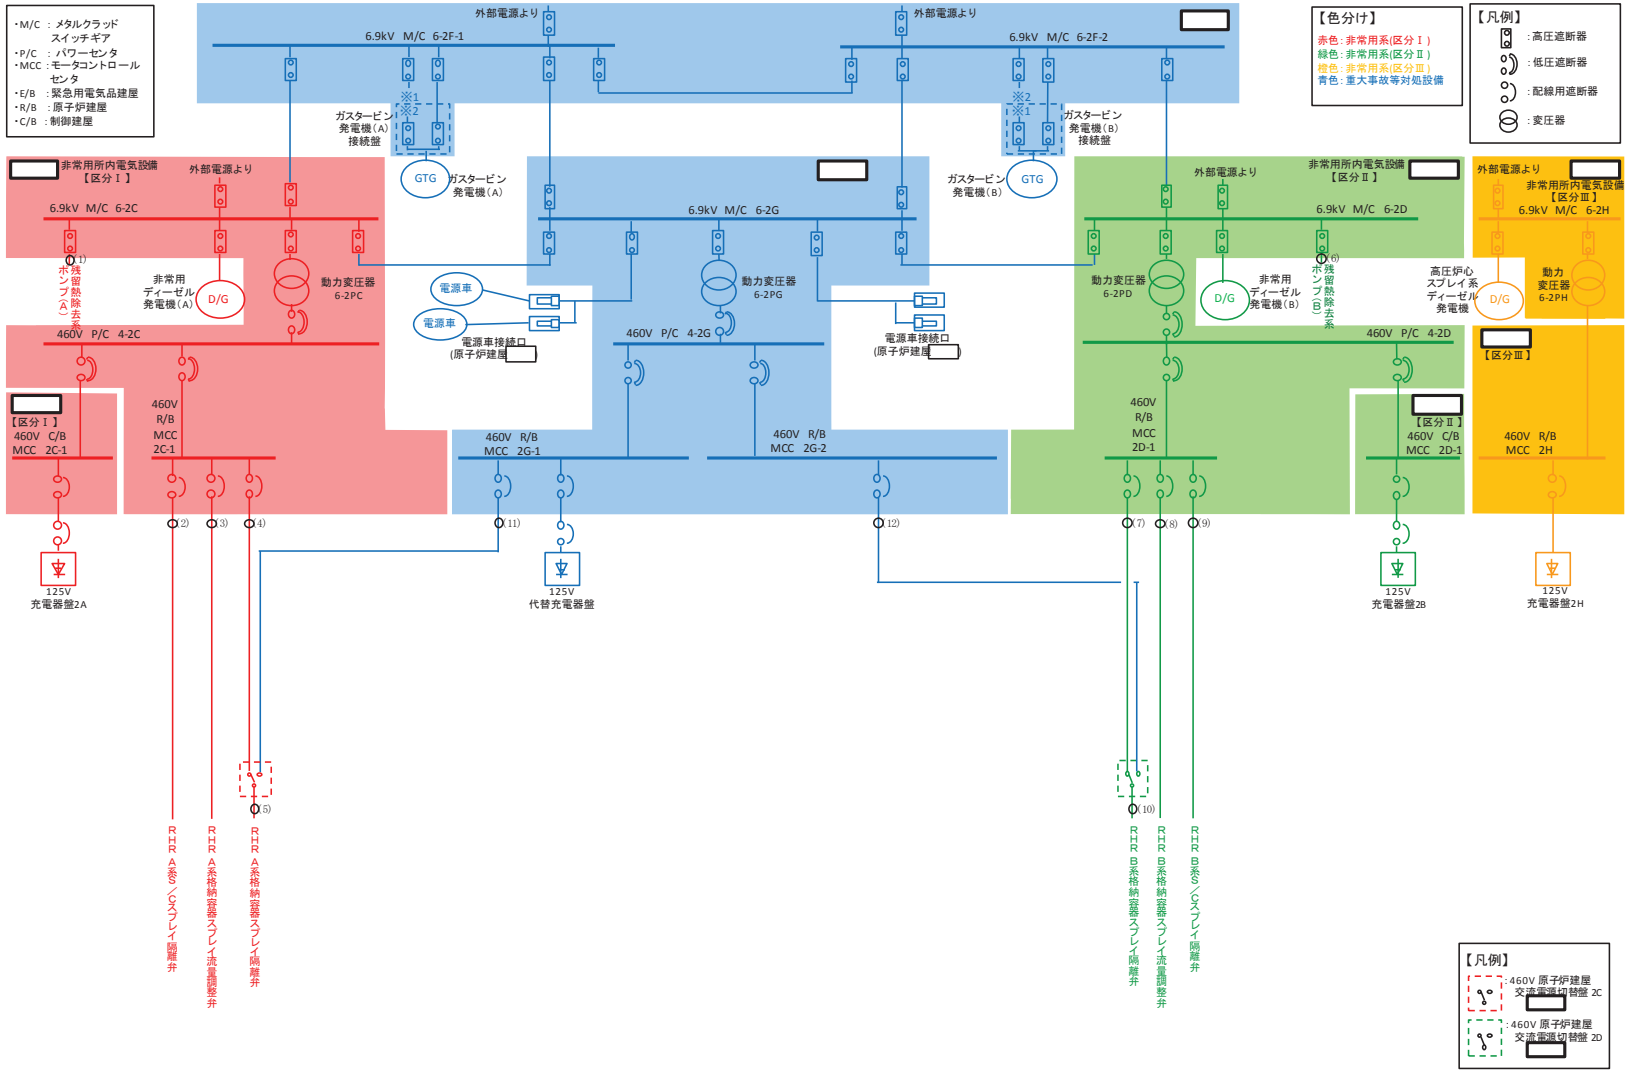 ・M/C : メタルクラッド
スイッチギア
・P/C : パワーセンタ
・MCC : モータコントロール
センタ
・E/B : 緊急用電気品建屋
・R/B : 原子炉建屋
・C/B : 制御建屋
外部電源より
6.9kV M/C 6-2F-1
※1
※2
ガスタービン
発電機(A)
接続盤
GTG
ガスタービン
発電機(A)
外部電源より
6.9kV M/C 6-2F-2
※2
※1
ガスタービン
発電機(B)
接続盤
GTG
ガスタービン
発電機(B)
【色分け】
赤色：非常用系(区分Ⅰ)
緑色：非常用系(区分Ⅱ)
橙色：非常用系(区分Ⅲ)
青色：重大事故等対処設備
【凡例】
：高圧遮断器
：低圧遮断器
：配線用遮断器
：変圧器
非常用所内電気設備
【区分Ⅰ】
外部電源より
6.9kV M/C 6-2C
(1)
残留熱除去系
ポンプ(A)
非常用
ディーゼル
発電機(A)
D/G
動力変圧器
6-2PC
460V P/C 4-2C
【区分Ⅰ】
460V C/B
MCC 2C-1
460V
R/B
MCC
2C-1
(2)
(3)
(4)
125V
充電器盤2A
(5)
RHR A系S/Cスプレイ隔離弁
RHR A系格納容器スプレイ流量調整弁
RHR A系格納容器スプレイ隔離弁
6.9kV M/C 6-2G
電源車
電源車
電源車接続口
(原子炉建屋 )
動力変圧器
6-2PG
460V P/C 4-2G
電源車接続口
(原子炉建屋 )
460V R/B
MCC 2G-1
460V R/B
MCC 2G-2
(11)
(12)
125V
代替充電器盤
外部電源より
非常用所内電気設備
【区分Ⅱ】
6.9kV M/C 6-2D
動力変圧器
6-2PD
D/G
非常用
ディーゼル
発電機(B)
(6)
残留熱除去系
ポンプ(B)
460V P/C 4-2D
460V
R/B
MCC
2D-1
【区分Ⅱ】
460V C/B
MCC 2D-1
(7)
(8)
(9)
125V
充電器盤2B
(10)
RHR B系格納容器スプレイ隔離弁
RHR B系格納容器スプレイ流量調整弁
RHR B系S/Cスプレイ隔離弁
外部電源より
非常用所内電気設備
【区分Ⅲ】
6.9kV M/C 6-2H
高圧炉心
スプレイ系
ディーゼル
発電機
D/G
動力
変圧器
6-2PH
【区分Ⅲ】
460V R/B
MCC 2H
125V
充電器盤2H
【凡例】
：460V 原子炉建屋
交流電源切替盤 2C
：460V 原子炉建屋
交流電源切替盤 2D